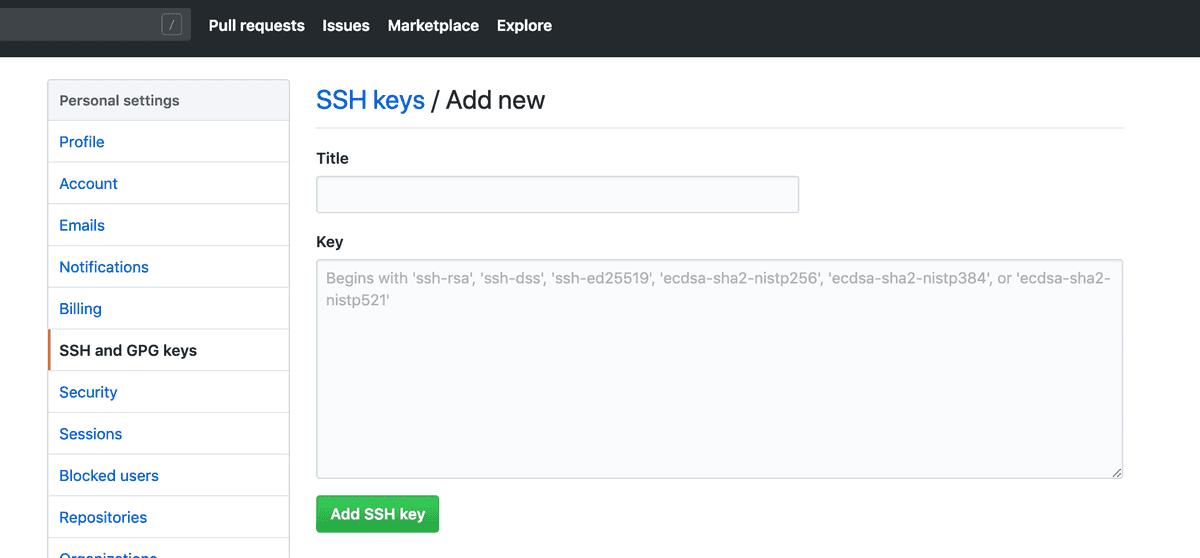 / Pull requests Issues Marketplace Explore
Personal settings
Profile
Account
Emails
Notifications
Billing
SSH and GPG keys
Security
Sessions
Blocked users
Repositories
Organizations
SSH keys / Add new
Title
Key
Begins with 'ssh-rsa', 'ssh-dss', 'ssh-ed25519', 'ecdsa-sha2-nistp256', 'ecdsa-sha2-nistp384', or 'ecdsa-sha2-
nistp521'
Add SSH key